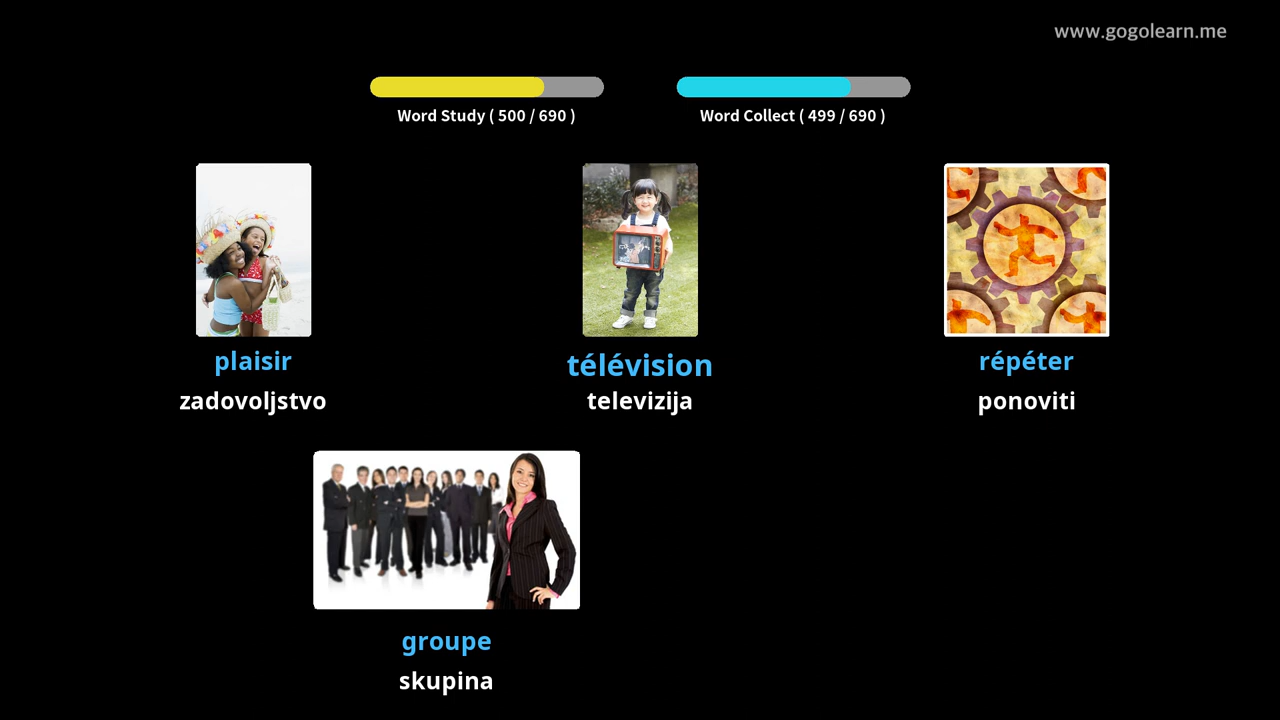 www.gogolearn.me
Word Study ( 500 / 690 )
Word Collect ( 499 / 690 )
plaisir
zadovoljstvo
télévision
televizija
répéter
ponoviti
groupe
skupina